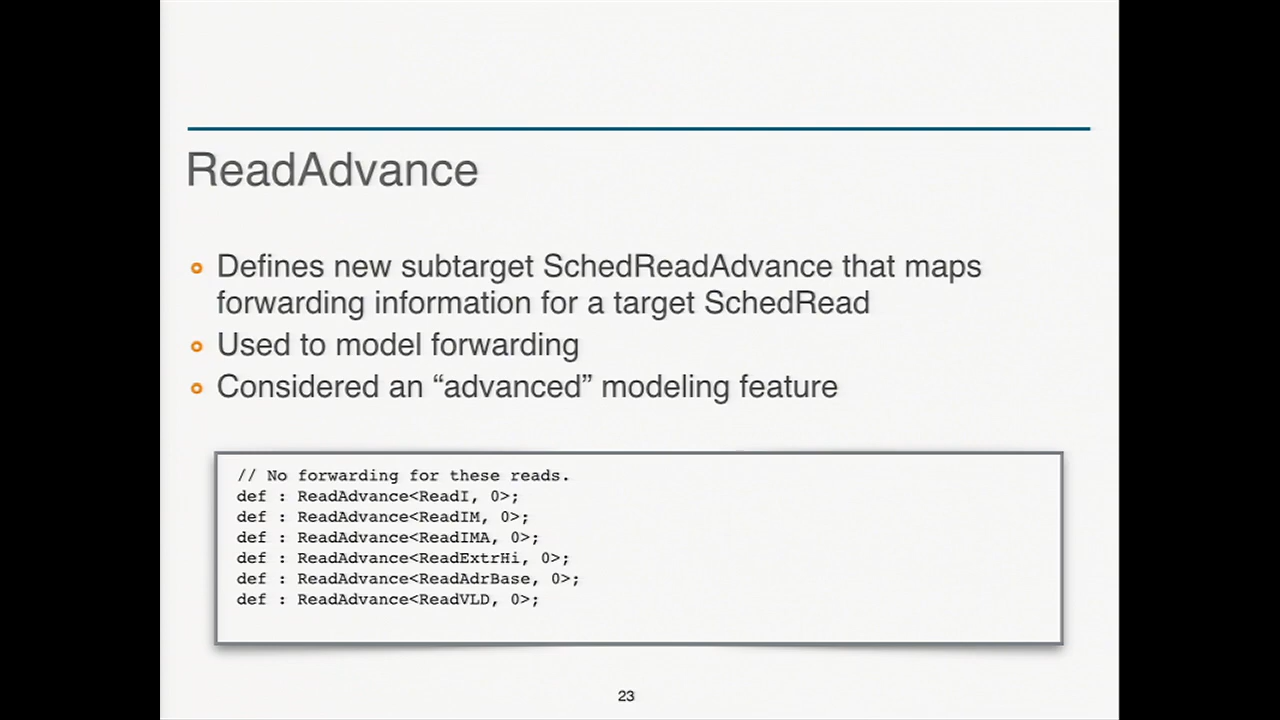 ReadAdvance
Defines new subtarget SchedReadAdvance that maps
forwarding information for a target SchedRead
Used to model forwarding
Considered an “advanced” modeling feature
// No forwarding for these reads.
def : ReadAdvance<ReadI, 0>;
def : ReadAdvance<ReadIM, 0>;
def : ReadAdvance<ReadIMA, 0>;
def : ReadAdvance<ReadExtrHi, 0>;
def : ReadAdvance<ReadAdrBase, 0>;
def : ReadAdvance<ReadVLD, 0>;
23